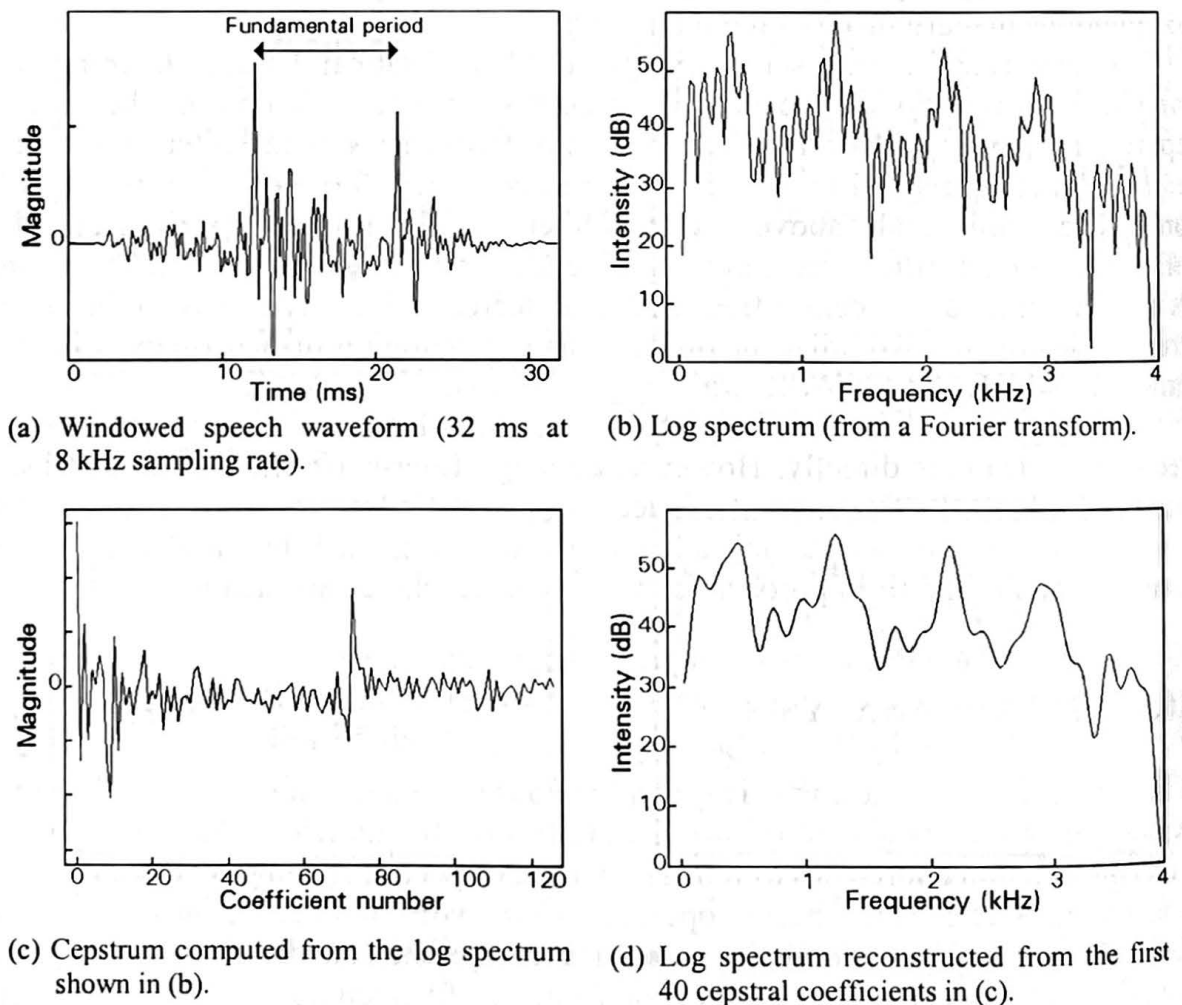 Fundamental period
Magnitude
0
0 10 20 30
Time (ms)
(a) Windowed speech waveform (32 ms at
8 kHz sampling rate).
Intensity (dB)
50
40
30
20
10
0
0 1 2 3 4
Frequency (kHz)
(b) Log spectrum (from a Fourier transform).
Magnitude
0
0 20 40 60 80 100 120
Coefficient number
(c) Cepstrum computed from the log spectrum
shown in (b).
Intensity (dB)
50
40
30
20
10
0
0 1 2 3 4
Frequency (kHz)
(d) Log spectrum reconstructed from the first
40 cepstral coefficients in (c).